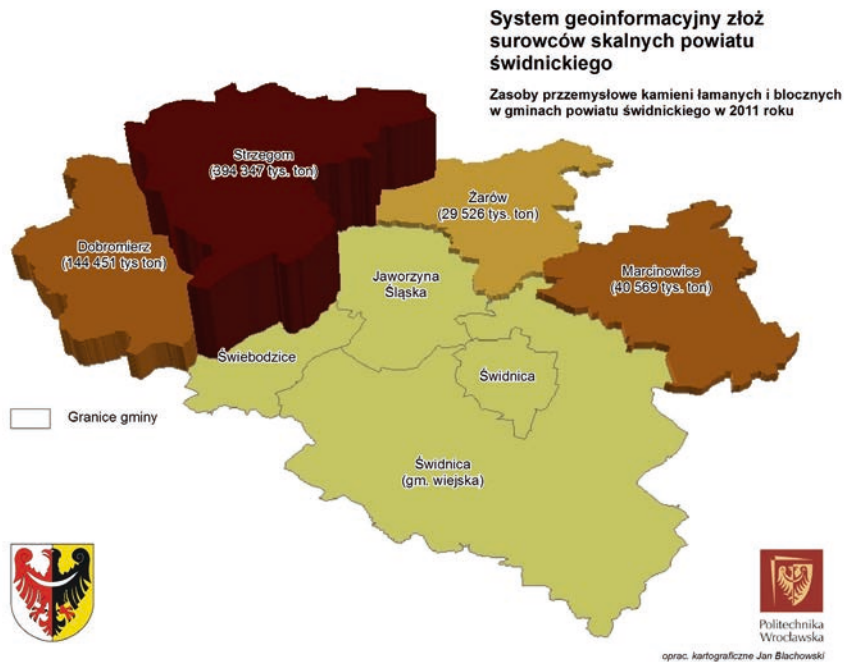 System geoinformacyjny złoż
surowców skalnych powiatu
świdnickiego
Zasoby przzemysłowe kamieni łamanych i blocznych
w gminach powiatu świdnickiego w 2011 roku
Strzegom
(394 347 tys. ton)
Żarów
(29 526 tys. ton)
Dobromierz
(144 451 tys ton)
Marcinowice
(40 569 tys. ton)
Jaworzyna
Śląska
Świebodzice
Świdnica
Granice gminy
Świdnica
(gm. wiejska)
Politechnika
Wrocławska
oprac. kartograficzne Jan Blachowski